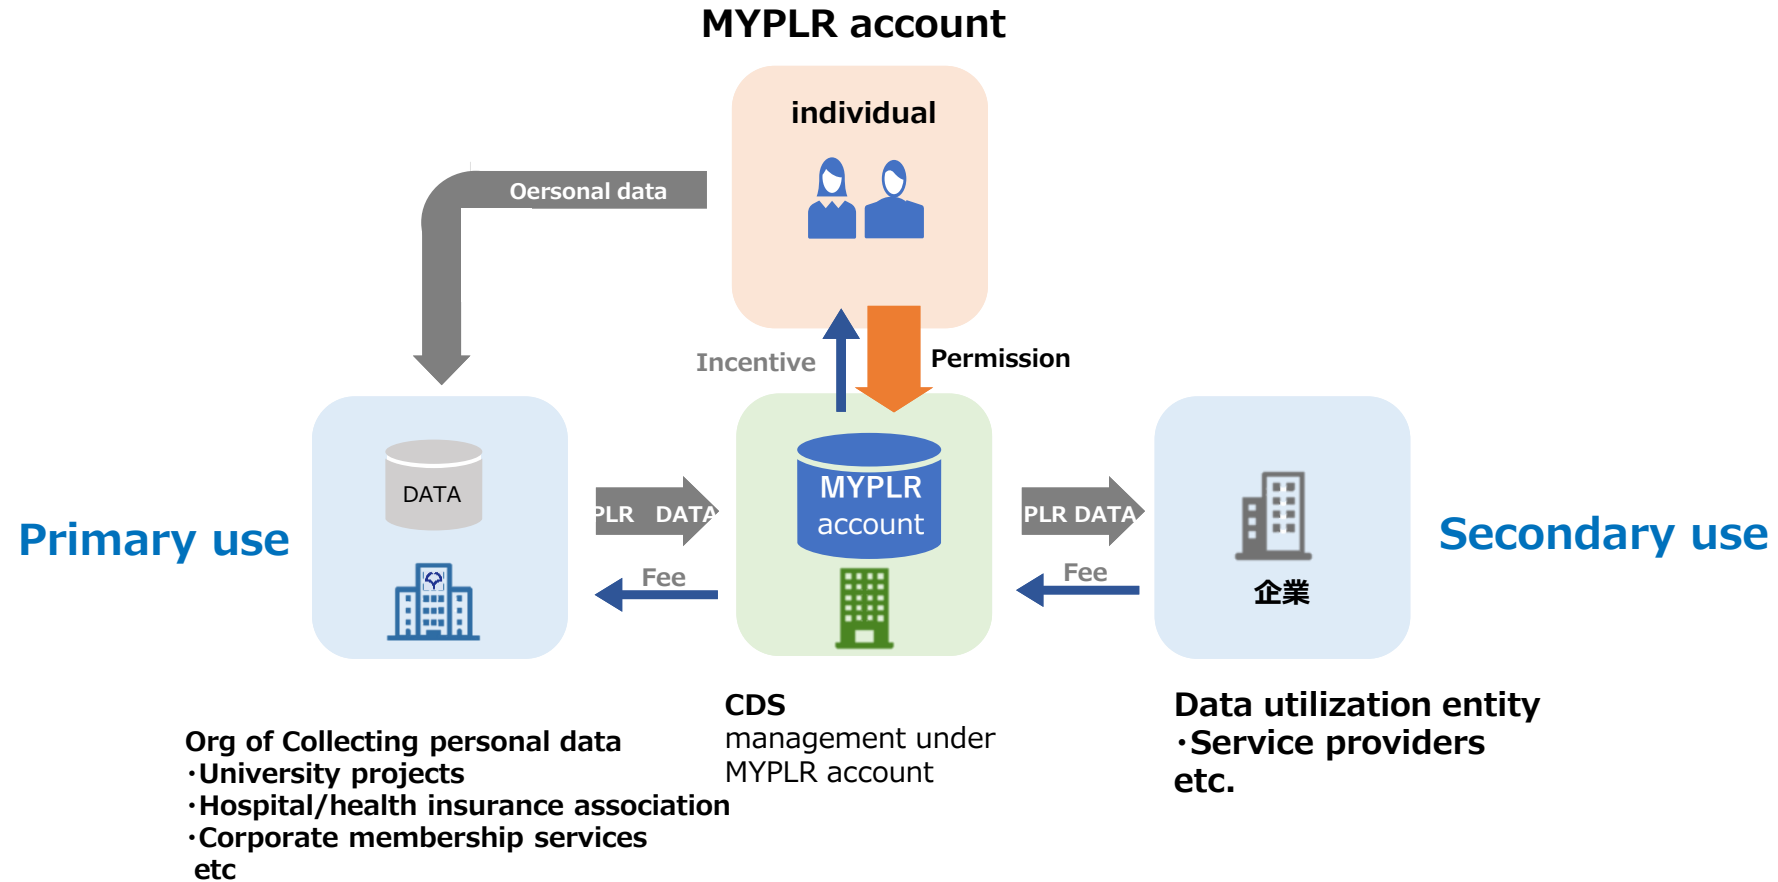 MYPLR account
individual
Oersonal data
Incentive
Permission
DATA
PLR DATA
MYPLR
account
PLR DATA
Primary use
Secondary use
Fee
Fee
企業
Org of Collecting personal data
・University projects
・Hospital/health insurance association
・Corporate membership services
etc
CDS
management under
MYPLR account
Data utilization entity
・Service providers
etc.